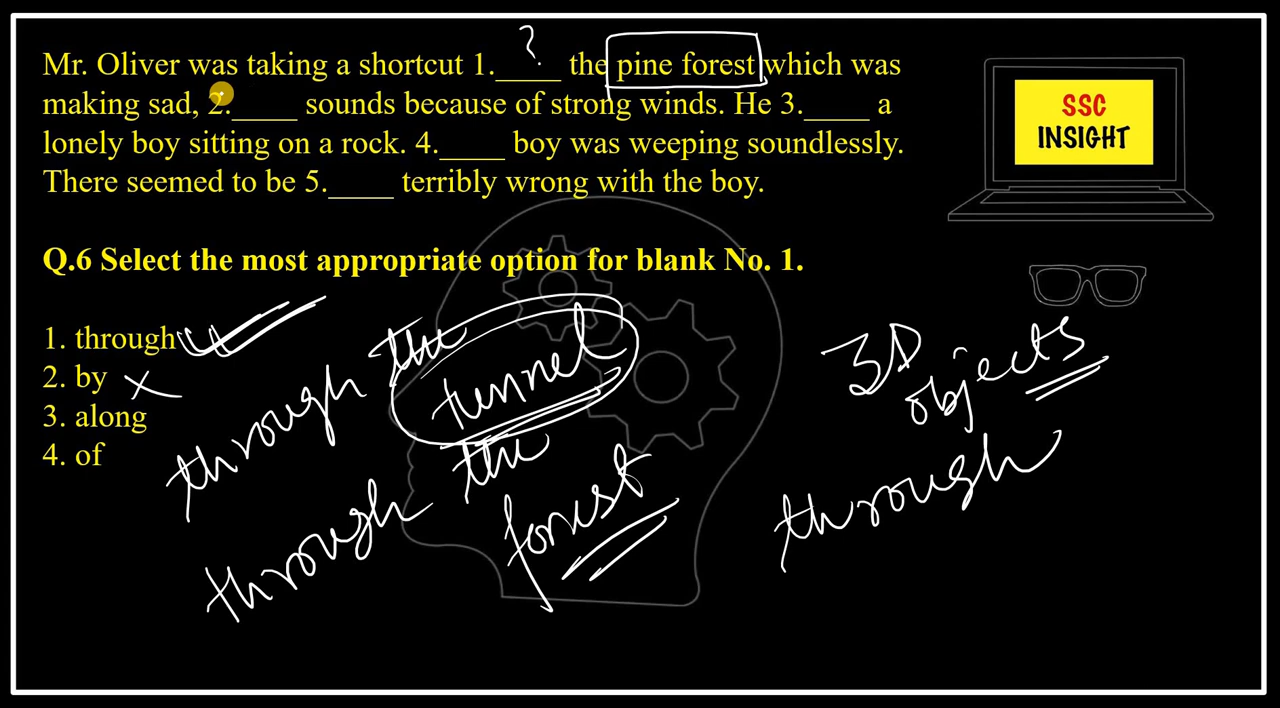 ?
Mr. Oliver was taking a shortcut 1.____ the pine forest which was
making sad, 2.____ sounds because of strong winds. He 3.____ a
lonely boy sitting on a rock. 4.____ boy was weeping soundlessly.
There seemed to be 5.____ terribly wrong with the boy.
SSC
INSIGHT
Q.6 Select the most appropriate option for blank No. 1.
1. through
2. by
3. along
4. of
through the
tunnel
through the
forest
3D
objects
through